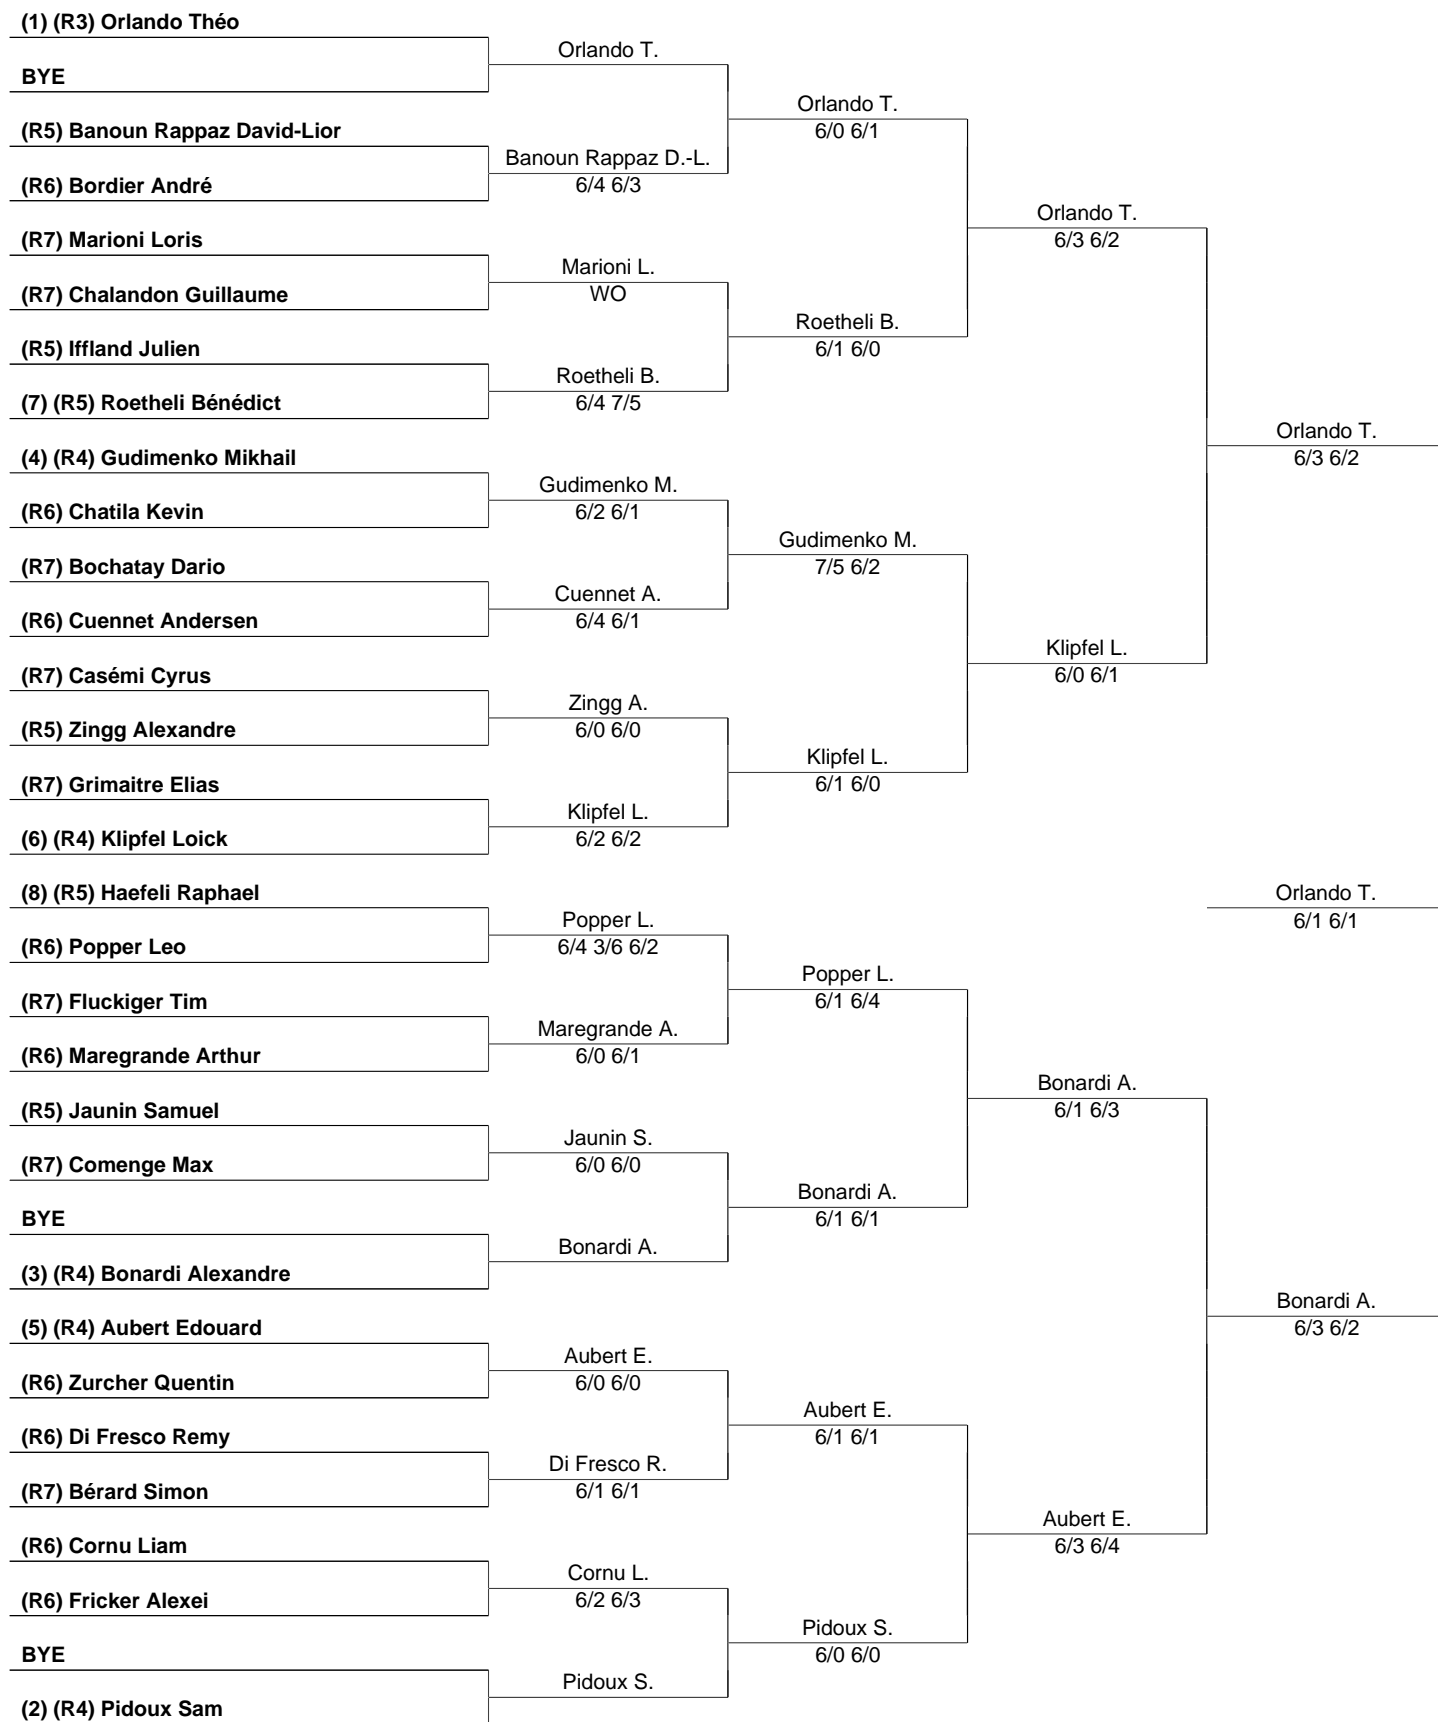 (1) (R3) Orlando Théo
Orlando T.
BYE
Orlando T.
6/0 6/1
(R5) Banoun Rappaz David-Lior
Banoun Rappaz D.-L.
6/4 6/3
(R6) Bordier André
Orlando T.
6/3 6/2
(R7) Marioni Loris
Marioni L.
WO
(R7) Chalandon Guillaume
Roetheli B.
6/1 6/0
(R5) Iffland Julien
Roetheli B.
6/4 7/5
(7) (R5) Roetheli Bénédict
Orlando T.
6/3 6/2
(4) (R4) Gudimenko Mikhail
Gudimenko M.
6/2 6/1
(R6) Chatila Kevin
Gudimenko M.
7/5 6/2
(R7) Bochatay Dario
Cuennet A.
6/4 6/1
(R6) Cuennet Andersen
Klipfel L.
6/0 6/1
(R7) Casémi Cyrus
Zingg A.
6/0 6/0
(R5) Zingg Alexandre
Klipfel L.
6/1 6/0
(R7) Grimaitre Elias
Klipfel L.
6/2 6/2
(6) (R4) Klipfel Loick
(8) (R5) Haefeli Raphael
Orlando T.
6/1 6/1
Popper L.
6/4 3/6 6/2
(R6) Popper Leo
Popper L.
6/1 6/4
(R7) Fluckiger Tim
Maregrande A.
6/0 6/1
(R6) Maregrande Arthur
Bonardi A.
6/1 6/3
(R5) Jaunin Samuel
Jaunin S.
6/0 6/0
(R7) Comenge Max
Bonardi A.
6/1 6/1
BYE
Bonardi A.
(3) (R4) Bonardi Alexandre
Bonardi A.
6/3 6/2
(5) (R4) Aubert Edouard
Aubert E.
6/0 6/0
(R6) Zurcher Quentin
Aubert E.
6/1 6/1
(R6) Di Fresco Remy
Di Fresco R.
6/1 6/1
(R7) Bérard Simon
Aubert E.
6/3 6/4
(R6) Cornu Liam
Cornu L.
6/2 6/3
(R6) Fricker Alexei
Pidoux S.
6/0 6/0
BYE
Pidoux S.
(2) (R4) Pidoux Sam